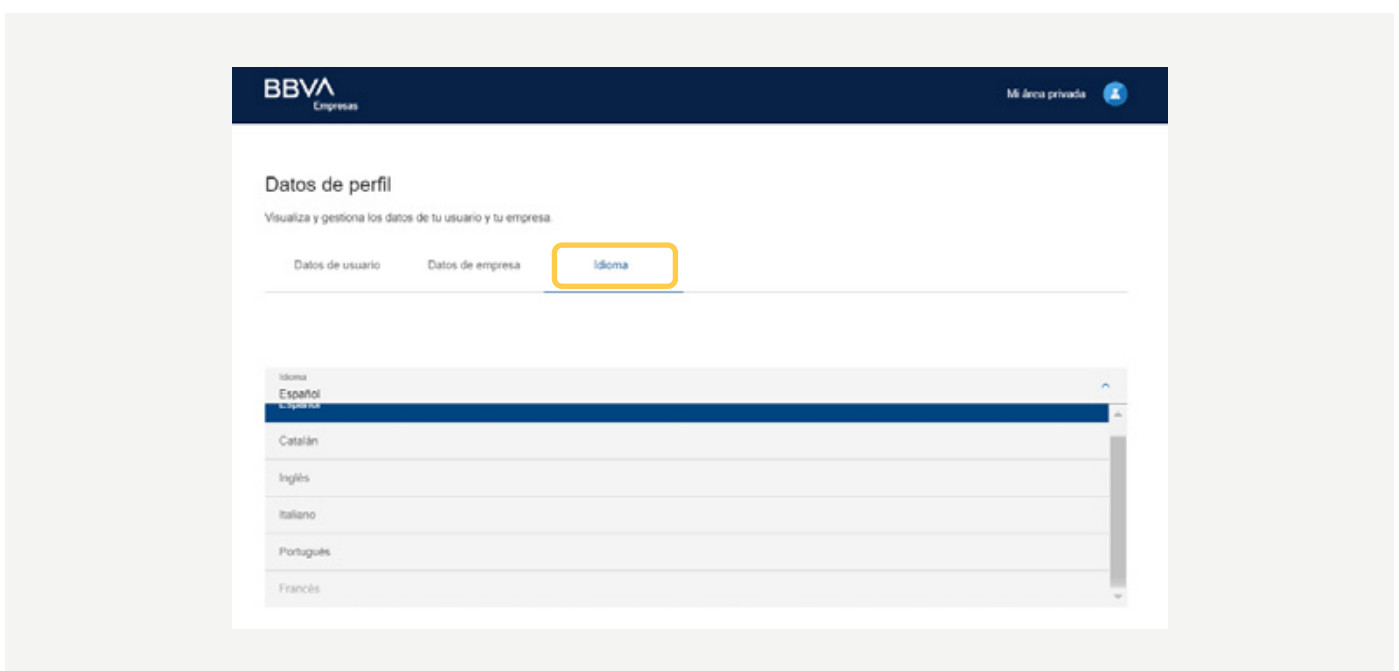 BBVA
Empresas
Mi área privada
Datos de perfil
Visualiza y gestiona los datos de tu usuario y tu empresa.
Datos de usuario Datos de empresa Idioma
Idioma
Español
Español
Catalán
Inglés
Italiano
Portugués
Francés